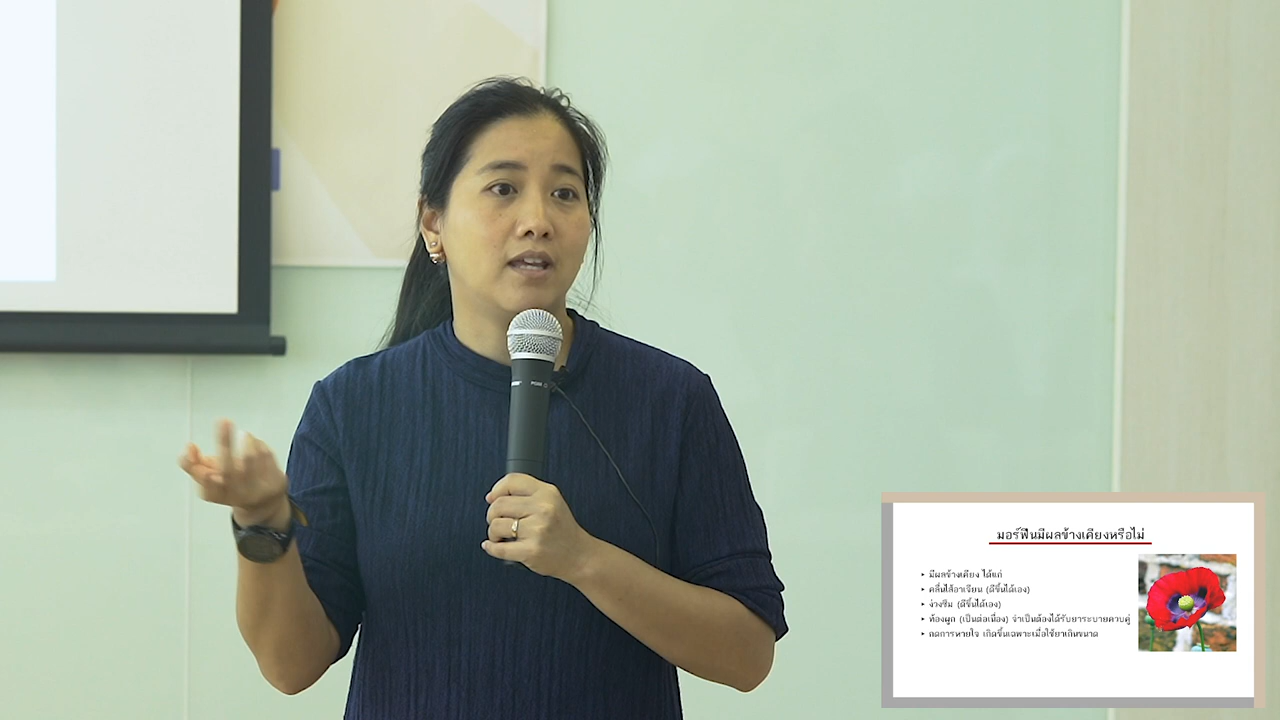 มอร์ฟีนมีผลข้างเคียงหรือไม่
มีผลข้างเคียง ได้แก่
คลื่นไส้อาเจียน (ดีขึ้นได้เอง)
ง่วงซึม (ดีขึ้นได้เอง)
ท้องผูก (เป็นต่อเนื่อง) จำเป็นต้องได้รับยาระบายควบคู่
กดการหายใจ เกิดขึ้นเฉพาะเมื่อใช้ยาเกินขนาด